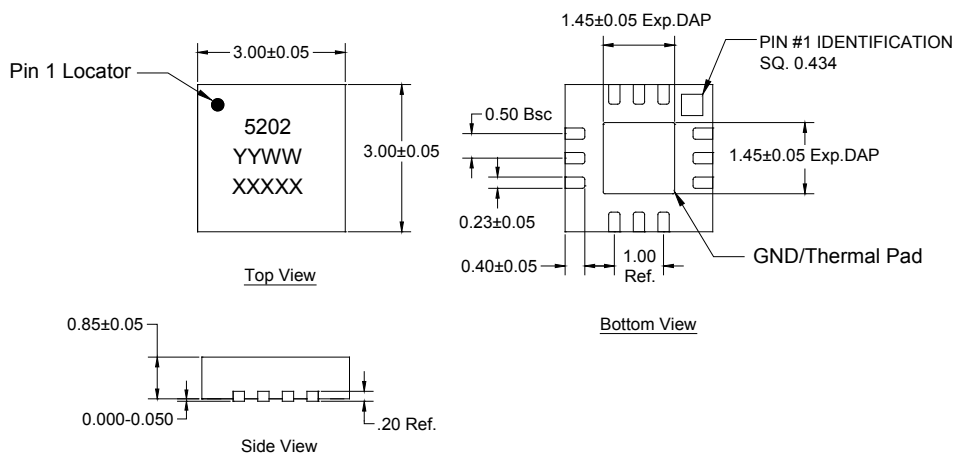 1.45±0.05 Exp.DAP
3.00±0.05
PIN #1 IDENTIFICATION
SQ. 0.434
Pin 1 Locator
5202
YYWW
XXXXX
3.00±0.05
0.50 Bsc
1.45±0.05 Exp.DAP
0.23±0.05
0.40±0.05
1.00
Ref.
GND/Thermal Pad
Top View
Bottom View
0.85±0.05
0.000-0.050
.20 Ref.
Side View